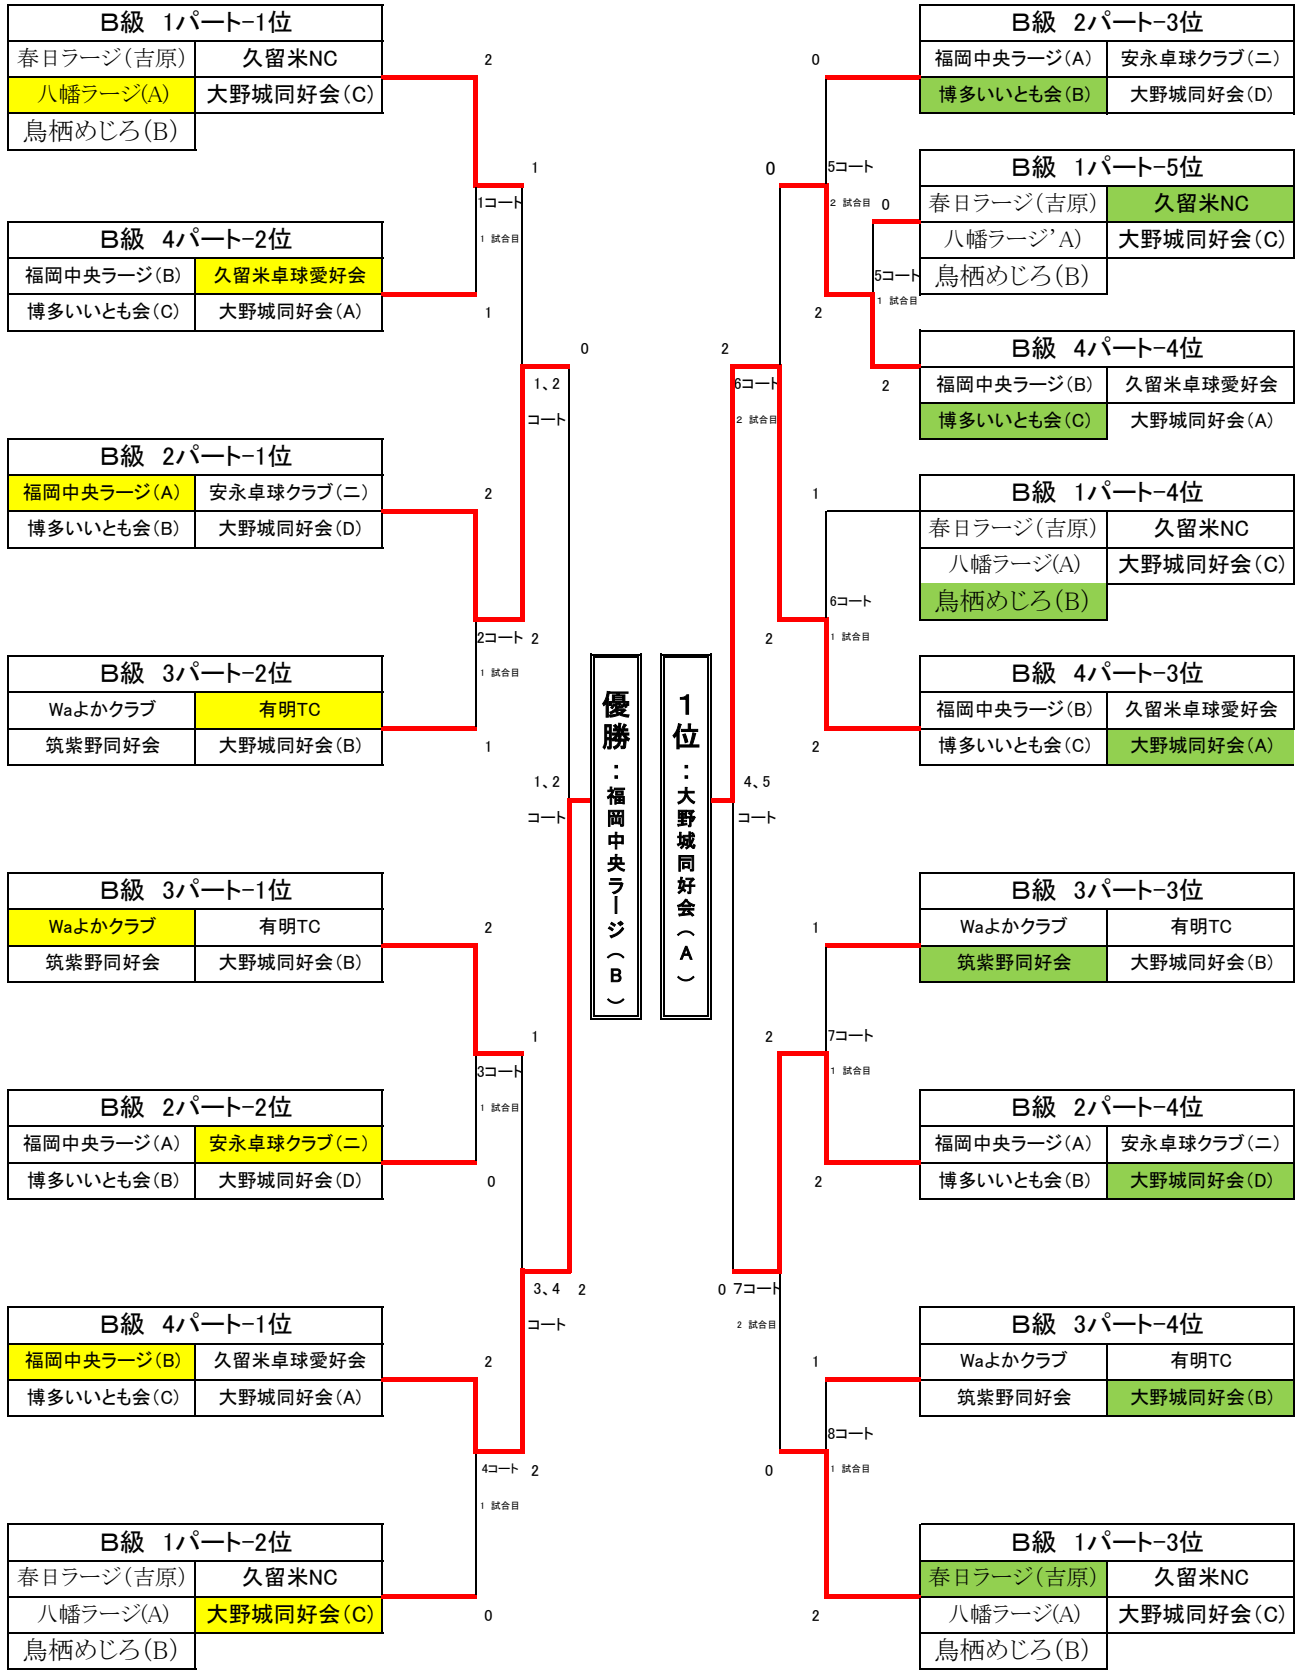 B級 1パート-1位
春日ラージ(吉原) 久留米NC
八幡ラージ(A) 大野城同好会(C)
鳥栖めじろ(B)
2
1
1コート
1 試合目
B級 4パート-2位
福岡中央ラージ(B) 久留米卓球愛好会
博多いいとも会(C) 大野城同好会(A)
1
0
1、2
コート
B級 2パート-1位
福岡中央ラージ(A) 安永卓球クラブ(ニ)
博多いいとも会(B) 大野城同好会(D)
2
2コート 2
1 試合目
B級 3パート-2位
Waよかクラブ 有明TC
筑紫野同好会 大野城同好会(B)
1
1、2
コート
優勝:福岡中央ラージ(B)
B級 3パート-1位
Waよかクラブ 有明TC
筑紫野同好会 大野城同好会(B)
2
1
3コート
1 試合目
B級 2パート-2位
福岡中央ラージ(A) 安永卓球クラブ(ニ)
博多いいとも会(B) 大野城同好会(D)
0
3、4 2
コート
B級 4パート-1位
福岡中央ラージ(B) 久留米卓球愛好会
博多いいとも会(C) 大野城同好会(A)
2
4コート 2
1 試合目
B級 1パート-2位
春日ラージ(吉原) 久留米NC
八幡ラージ(A) 大野城同好会(C)
鳥栖めじろ(B)
0
B級 2パート-3位
0
福岡中央ラージ(A) 安永卓球クラブ(ニ)
博多いいとも会(B) 大野城同好会(D)
0
5コート
2 試合目
B級 1パート-5位
0
春日ラージ(吉原) 久留米NC
八幡ラージ’A) 大野城同好会(C)
鳥栖めじろ(B)
5コート
1 試合目
2
B級 4パート-4位
福岡中央ラージ(B) 久留米卓球愛好会
博多いいとも会(C) 大野城同好会(A)
2
2
6コート
2 試合目
B級 1パート-4位
1
春日ラージ(吉原) 久留米NC
八幡ラージ(A) 大野城同好会(C)
鳥栖めじろ(B)
6コート
1 試合目
2
B級 4パート-3位
福岡中央ラージ(B) 久留米卓球愛好会
博多いいとも会(C) 大野城同好会(A)
2
1位:大野城同好会(A)
4、5
コート
B級 3パート-3位
Waよかクラブ 有明TC
筑紫野同好会 大野城同好会(B)
1
2
7コート
1 試合目
B級 2パート-4位
福岡中央ラージ(A) 安永卓球クラブ(ニ)
博多いいとも会(B) 大野城同好会(D)
2
0 7コート
2 試合目
B級 3パート-4位
Waよかクラブ 有明TC
筑紫野同好会 大野城同好会(B)
1
8コート
1 試合目
0
B級 1パート-3位
春日ラージ(吉原) 久留米NC
八幡ラージ(A) 大野城同好会(C)
鳥栖めじろ(B)
2